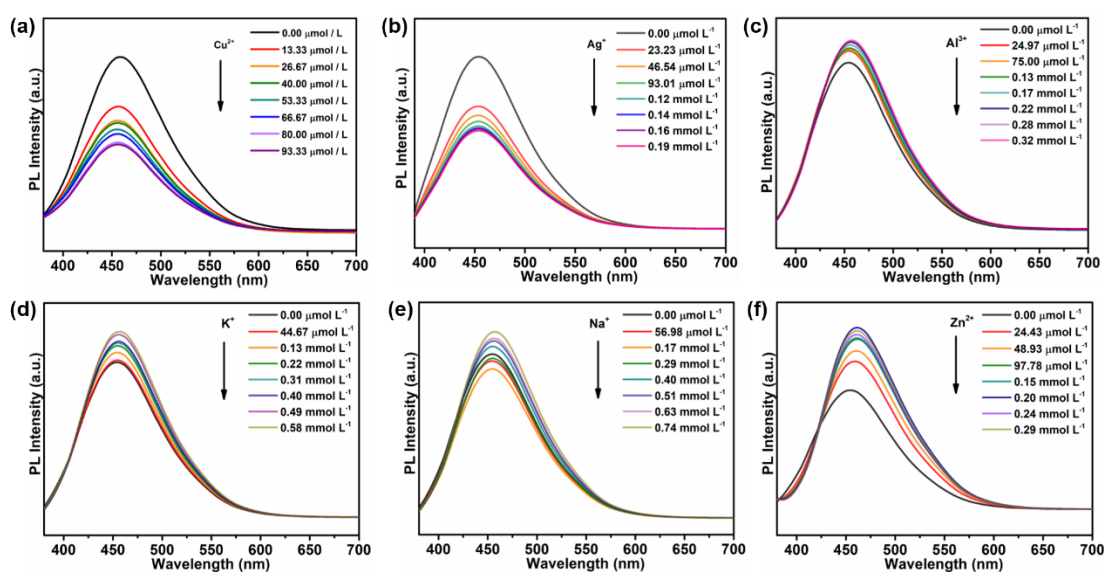 (a)
Cu²⁺
0.00 μmol / L
13.33 μmol / L
26.67 μmol / L
40.00 μmol / L
53.33 μmol / L
66.67 μmol / L
80.00 μmol / L
93.33 μmol / L
PL Intensity (a.u.)
400 450 500 550 600 650 700
Wavelength (nm)
(b)
Ag⁺
0.00 μmol L⁻¹
23.23 μmol L⁻¹
46.54 μmol L⁻¹
93.01 μmol L⁻¹
0.12 mmol L⁻¹
0.14 mmol L⁻¹
0.16 mmol L⁻¹
0.19 mmol L⁻¹
PL Intensity (a.u.)
400 450 500 550 600 650 700
Wavelength (nm)
(c)
Al³⁺
0.00 μmol L⁻¹
24.97 μmol L⁻¹
75.00 μmol L⁻¹
0.13 mmol L⁻¹
0.17 mmol L⁻¹
0.22 mmol L⁻¹
0.28 mmol L⁻¹
0.32 mmol L⁻¹
PL Intensity (a.u.)
400 450 500 550 600 650 700
Wavelength (nm)
(d)
K⁺
0.00 μmol L⁻¹
44.67 μmol L⁻¹
0.13 mmol L⁻¹
0.22 mmol L⁻¹
0.31 mmol L⁻¹
0.40 mmol L⁻¹
0.49 mmol L⁻¹
0.58 mmol L⁻¹
PL Intensity (a.u.)
400 450 500 550 600 650 700
Wavelength (nm)
(e)
Na⁺
0.00 μmol L⁻¹
56.98 μmol L⁻¹
0.17 mmol L⁻¹
0.29 mmol L⁻¹
0.40 mmol L⁻¹
0.51 mmol L⁻¹
0.63 mmol L⁻¹
0.74 mmol L⁻¹
PL Intensity (a.u.)
400 450 500 550 600 650 700
Wavelength (nm)
(f)
Zn²⁺
0.00 μmol L⁻¹
24.43 μmol L⁻¹
48.93 μmol L⁻¹
97.78 μmol L⁻¹
0.15 mmol L⁻¹
0.20 mmol L⁻¹
0.24 mmol L⁻¹
0.29 mmol L⁻¹
PL Intensity (a.u.)
400 450 500 550 600 650 700
Wavelength (nm)